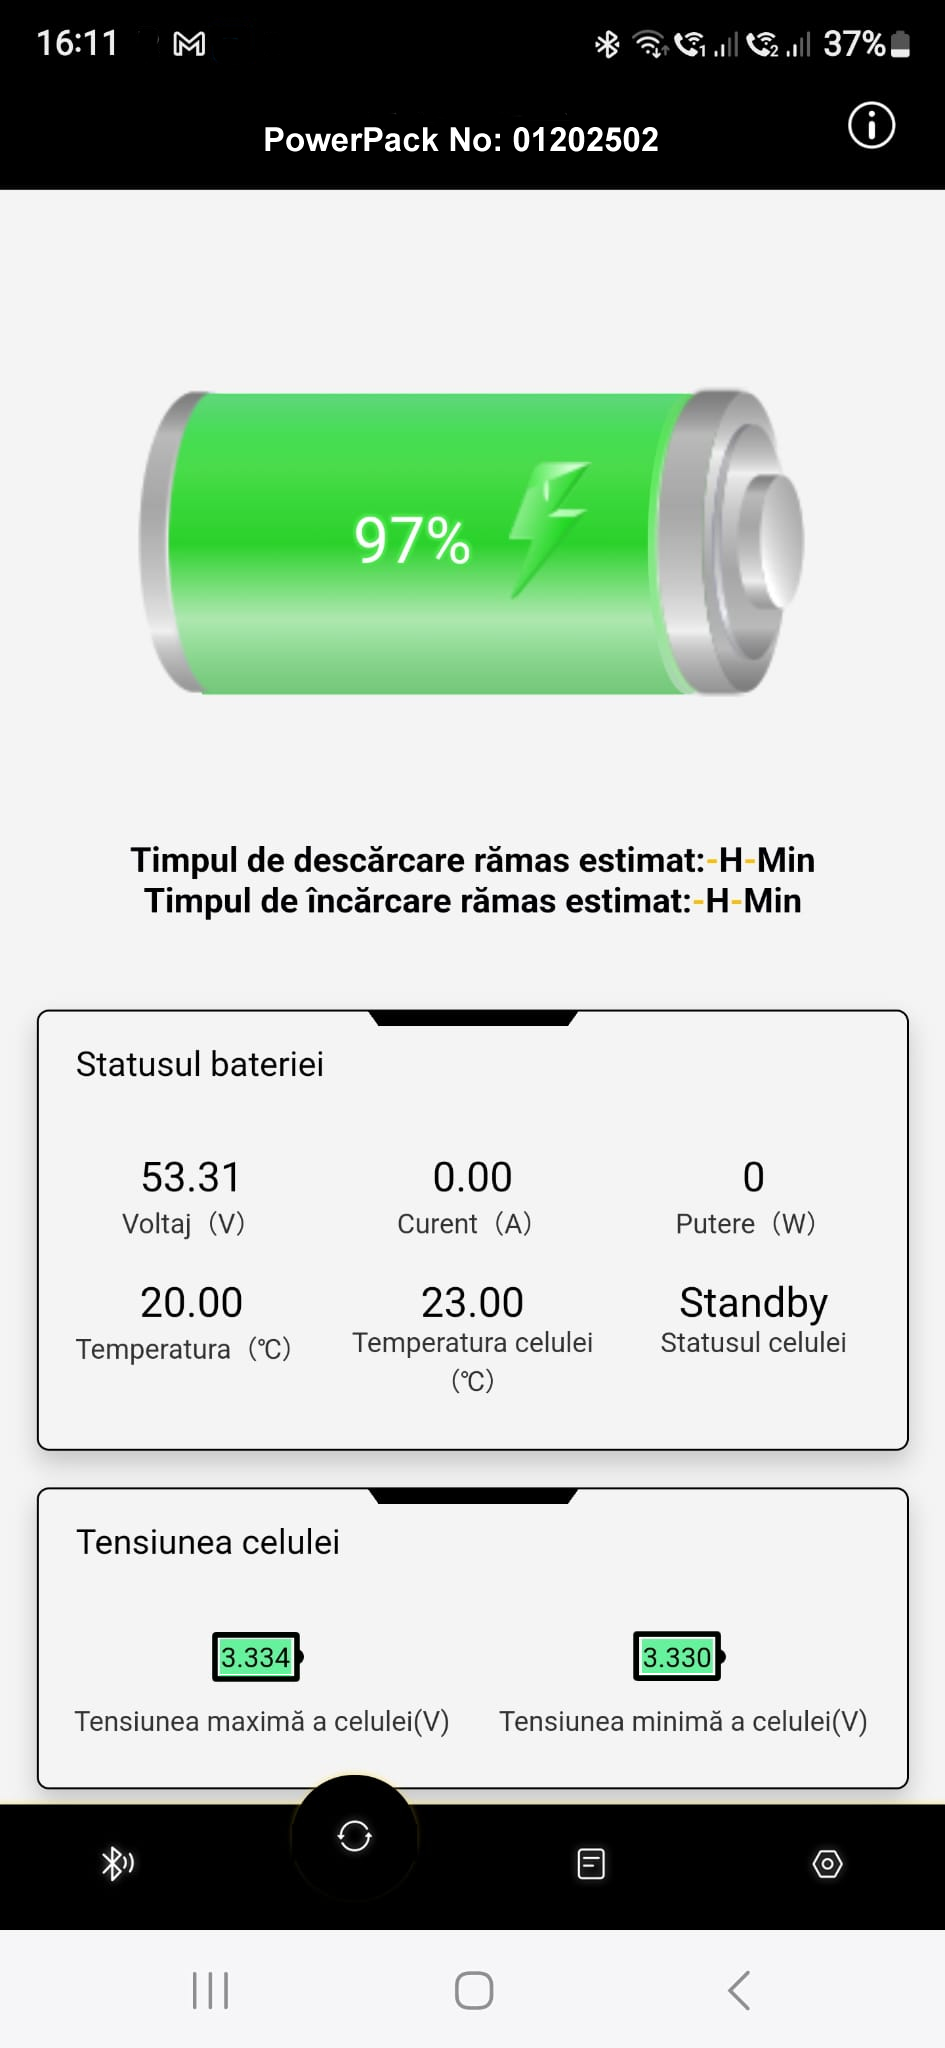 16:11
37%
PowerPack No: 01202502
97%
Timpul de descărcare rămas estimat:-H-Min
Timpul de încărcare rămas estimat:-H-Min
Statusul bateriei
53.31 0.00 0
Voltaj（V） Curent（A） Putere（W）
20.00 23.00 Standby
Temperatura（℃） Temperatura celulei Statusul celulei
（℃）
Tensiunea celulei
3.334 3.330
Tensiunea maximă a celulei(V) Tensiunea minimă a celulei(V)